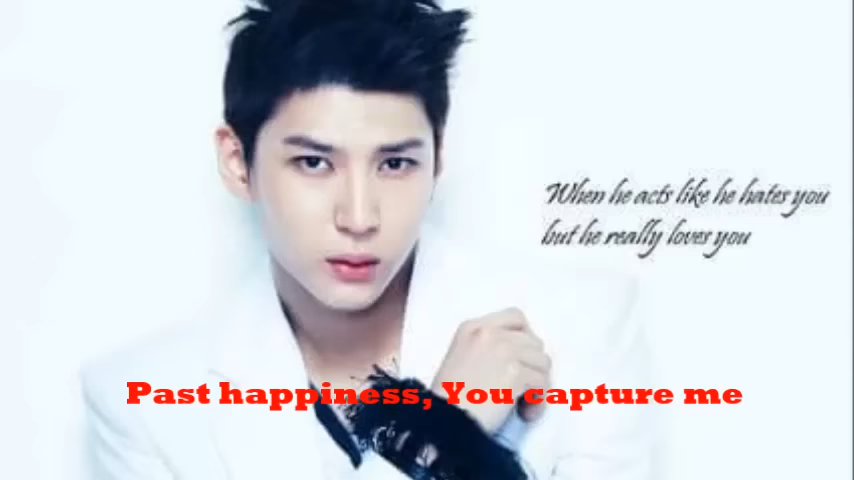 When he acts like he hates you
but he really loves you
Past happiness, You capture me